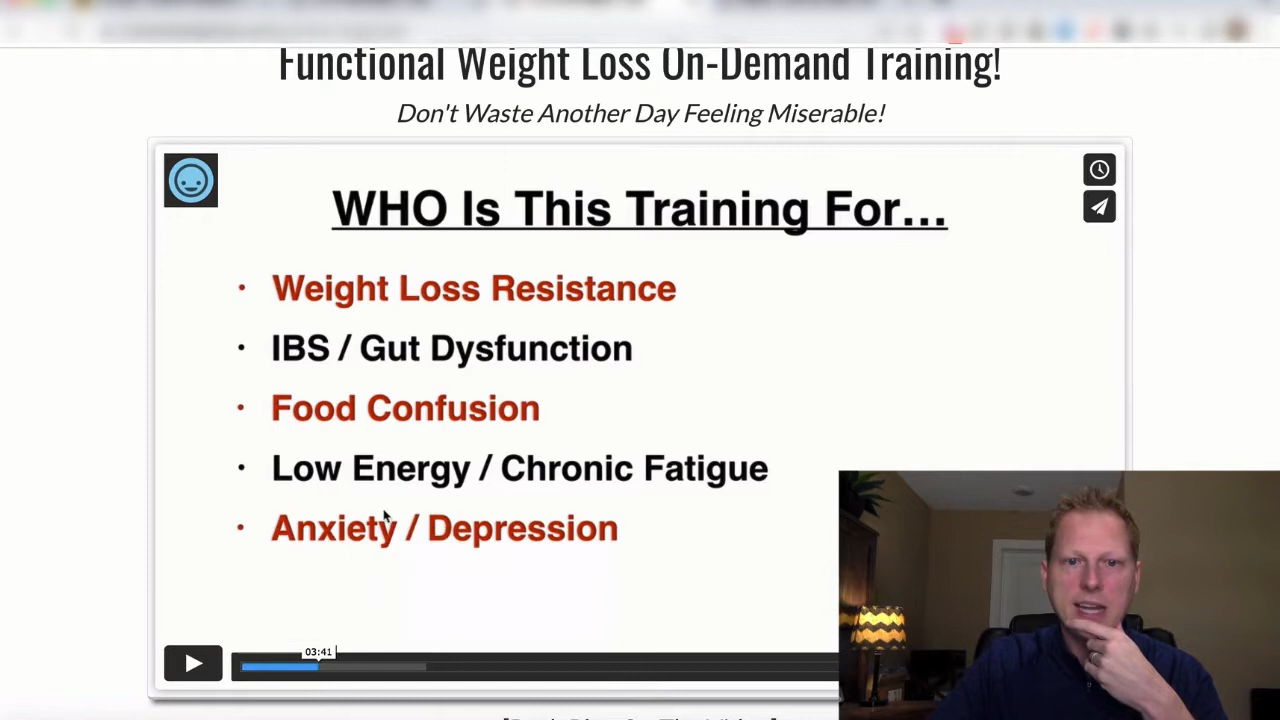 Functional Weight Loss On-Demand Training!
Don't Waste Another Day Feeling Miserable!
WHO Is This Training For...
• Weight Loss Resistance
• IBS / Gut Dysfunction
• Food Confusion
• Low Energy / Chronic Fatigue
• Anxiety / Depression
03:41